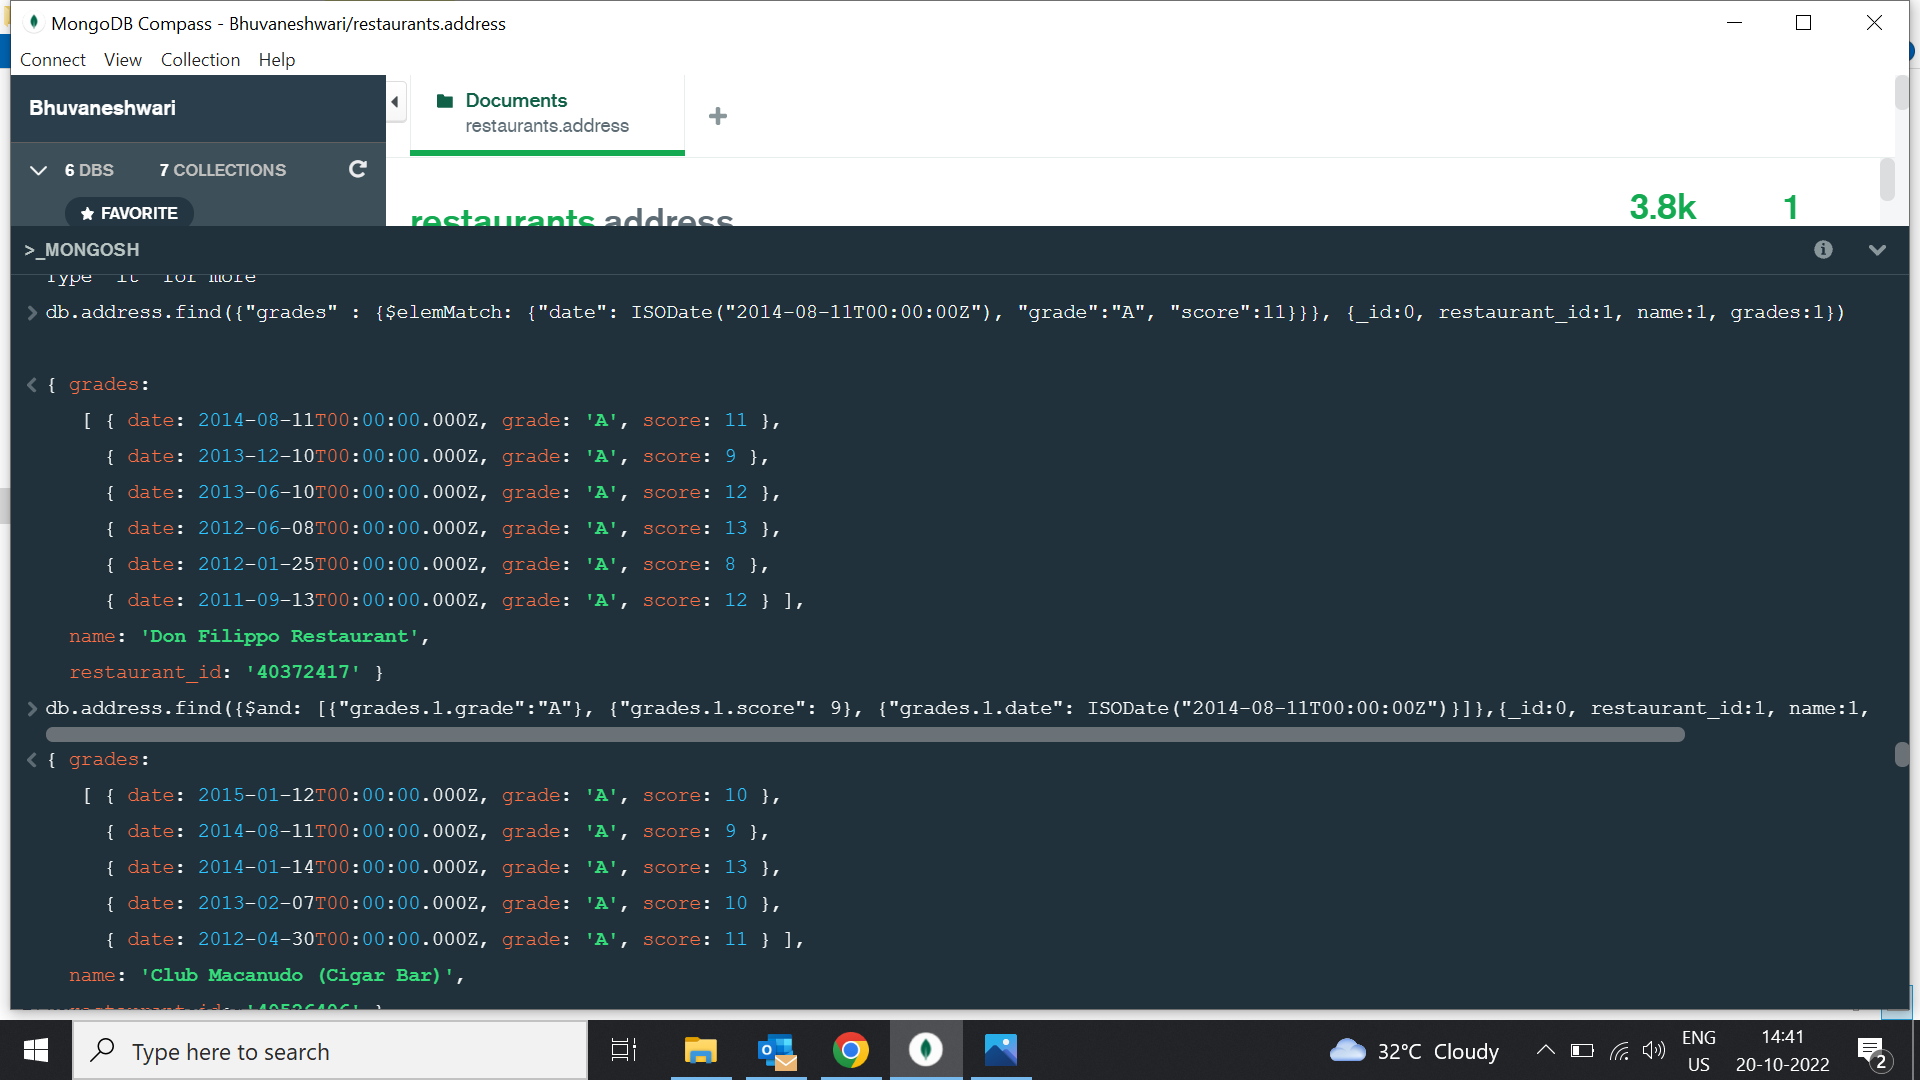 MongoDB Compass - Bhuvaneshwari/restaurants.address
Connect View Collection Help
Bhuvaneshwari
Documents
restaurants.address
6 DBS 7 COLLECTIONS
FAVORITE
restaurants.address
3.8k 1
>_MONGOSH
Type "it" for more
db.address.find({"grades" : {$elemMatch: {"date": ISODate("2014-08-11T00:00:00Z"), "grade":"A", "score":11}}}, {_id:0, restaurant_id:1, name:1, grades:1})
{ grades:
[ { date: 2014-08-11T00:00:00.000Z, grade: 'A', score: 11 },
{ date: 2013-12-10T00:00:00.000Z, grade: 'A', score: 9 },
{ date: 2013-06-10T00:00:00.000Z, grade: 'A', score: 12 },
{ date: 2012-06-08T00:00:00.000Z, grade: 'A', score: 13 },
{ date: 2012-01-25T00:00:00.000Z, grade: 'A', score: 8 },
{ date: 2011-09-13T00:00:00.000Z, grade: 'A', score: 12 } ],
name: 'Don Filippo Restaurant',
restaurant_id: '40372417' }
db.address.find({$and: [{"grades.1.grade":"A"}, {"grades.1.score": 9}, {"grades.1.date": ISODate("2014-08-11T00:00:00Z")}]},{_id:0, restaurant_id:1, name:1,
{ grades:
[ { date: 2015-01-12T00:00:00.000Z, grade: 'A', score: 10 },
{ date: 2014-08-11T00:00:00.000Z, grade: 'A', score: 9 },
{ date: 2014-01-14T00:00:00.000Z, grade: 'A', score: 13 },
{ date: 2013-02-07T00:00:00.000Z, grade: 'A', score: 10 },
{ date: 2012-04-30T00:00:00.000Z, grade: 'A', score: 11 } ],
name: 'Club Macanudo (Cigar Bar)',
restaurant_id: '40526406' }
Type here to search
32°C Cloudy
ENG
US
14:41
20-10-2022
2